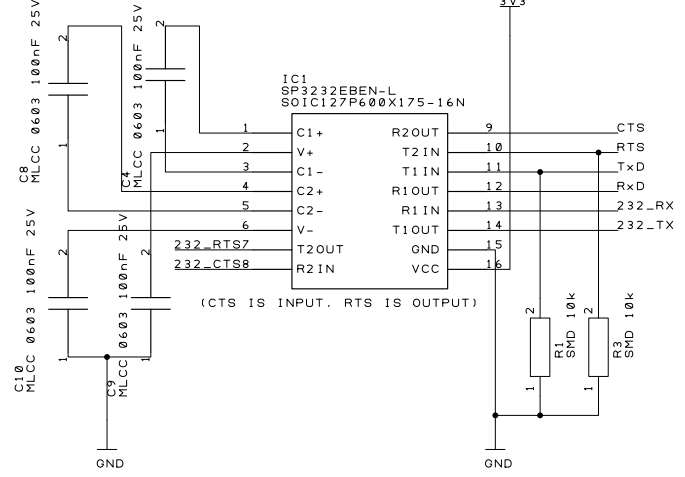 3V3
2
MLCC 0603 100nF 25V
C8
1
2
MLCC 0603 100nF 25V
C4
1
IC1
SP3232EBEN-L
SOIC127P600X175-16N
1 C1+ R2OUT 9 CTS
2 V+ T2IN 10 RTS
3 C1- T1IN 11 TxD
4 C2+ R1OUT 12 RxD
5 C2- R1IN 13 232_RX
6 V- T1OUT 14 232_TX
232_RTS 7 T2OUT GND 15
232_CTS 8 R2IN VCC 16
(CTS IS INPUT. RTS IS OUTPUT)
2
C10
MLCC 0603 100nF 25V
1
2
C9
MLCC 0603 100nF 25V
1
2
R1
SMD 10k
1
2
R3
SMD 10k
1
GND
GND